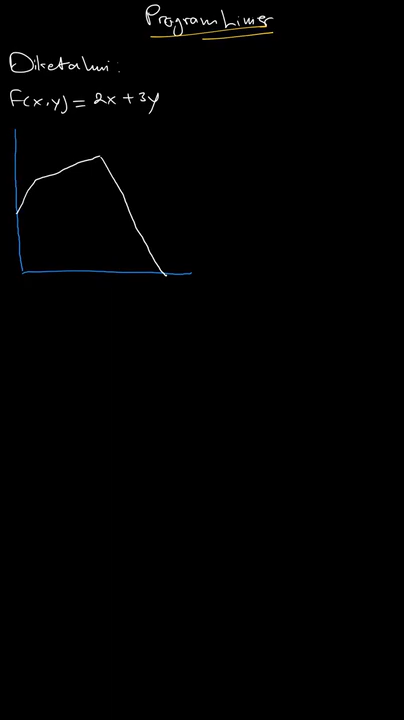 Program Linier
Diketahui:
F(x,y) = 2x + 3y